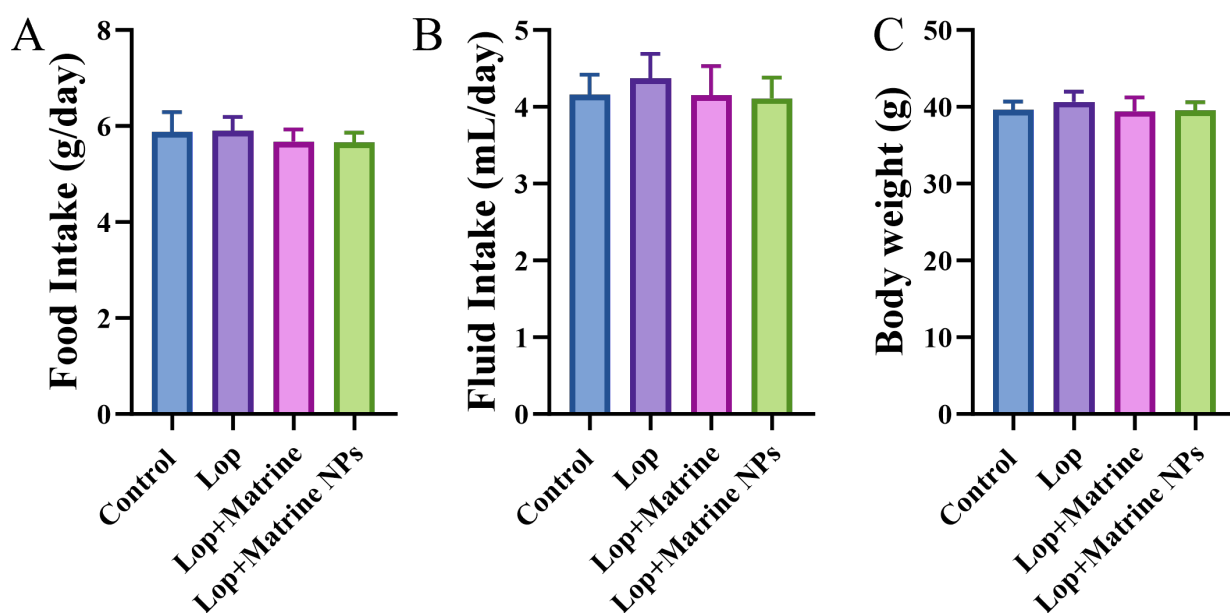 A
Food Intake (g/day)
8
6
4
2
0
Control
Lop
Lop+Matrine
Lop+Matrine NPs
B
Fluid Intake (mL/day)
5
4
3
2
1
0
Control
Lop
Lop+Matrine
Lop+Matrine NPs
C
Body weight (g)
50
40
30
20
10
0
Control
Lop
Lop+Matrine
Lop+Matrine NPs